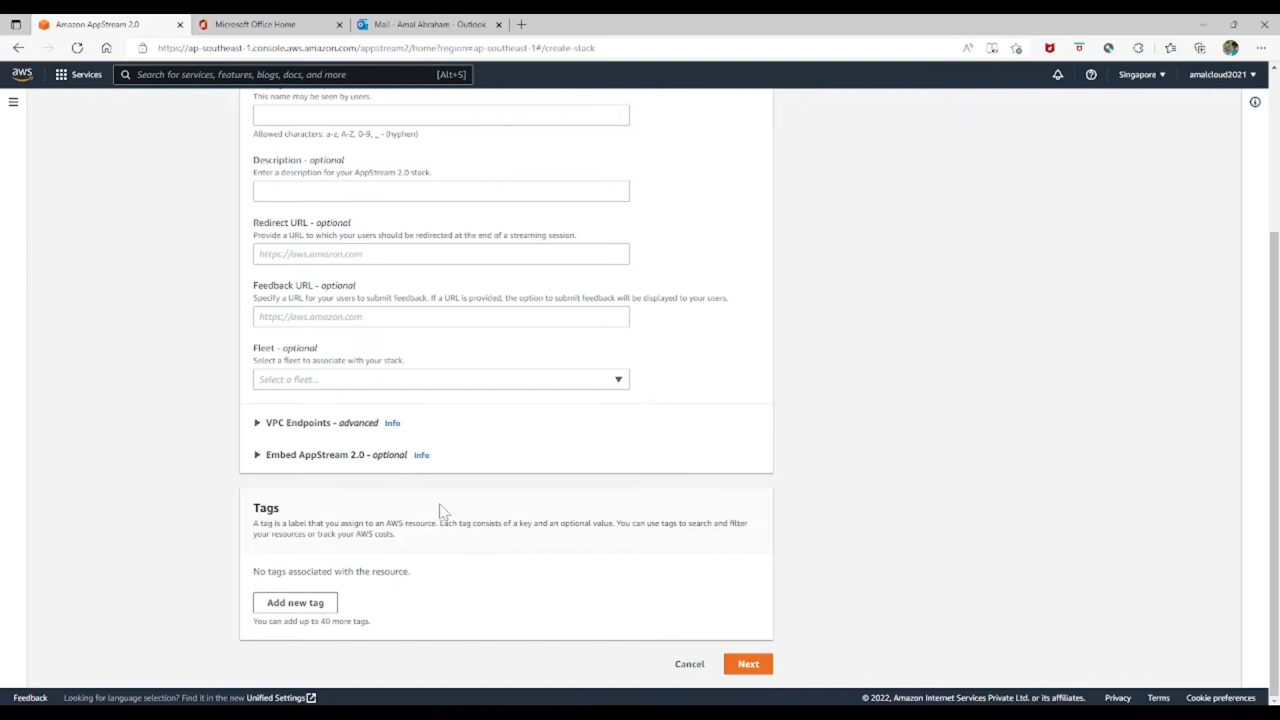 Amazon AppStream 2.0
Microsoft Office Home
Mail - Amal Abraham - Outlook
https://ap-southeast-1.console.aws.amazon.com/appstream2/home?region=ap-southeast-1#/create-stack
aws
Services
Search for services, features, blogs, docs, and more
[Alt+S]
Singapore
amalcloud2021
This name may be seen by users.
Allowed characters: a-z, A-Z, 0-9, _ - (hyphen)
Description - optional
Enter a description for your AppStream 2.0 stack.
Redirect URL - optional
Provide a URL to which your users should be redirected at the end of a streaming session.
https://aws.amazon.com
Feedback URL - optional
Specify a URL for your users to submit feedback. If a URL is provided, the option to submit feedback will be displayed to your users.
https://aws.amazon.com
Fleet - optional
Select a fleet to associate with your stack.
Select a fleet...
VPC Endpoints - advanced Info
Embed AppStream 2.0 - optional Info
Tags
A tag is a label that you assign to an AWS resource. Each tag consists of a key and an optional value. You can use tags to search and filter
your resources or track your AWS costs.
No tags associated with the resource.
Add new tag
You can add up to 40 more tags.
Cancel
Next
Feedback
Looking for language selection? Find it in the new Unified Settings
© 2022, Amazon Internet Services Private Ltd. or its affiliates.
Privacy
Terms
Cookie preferences